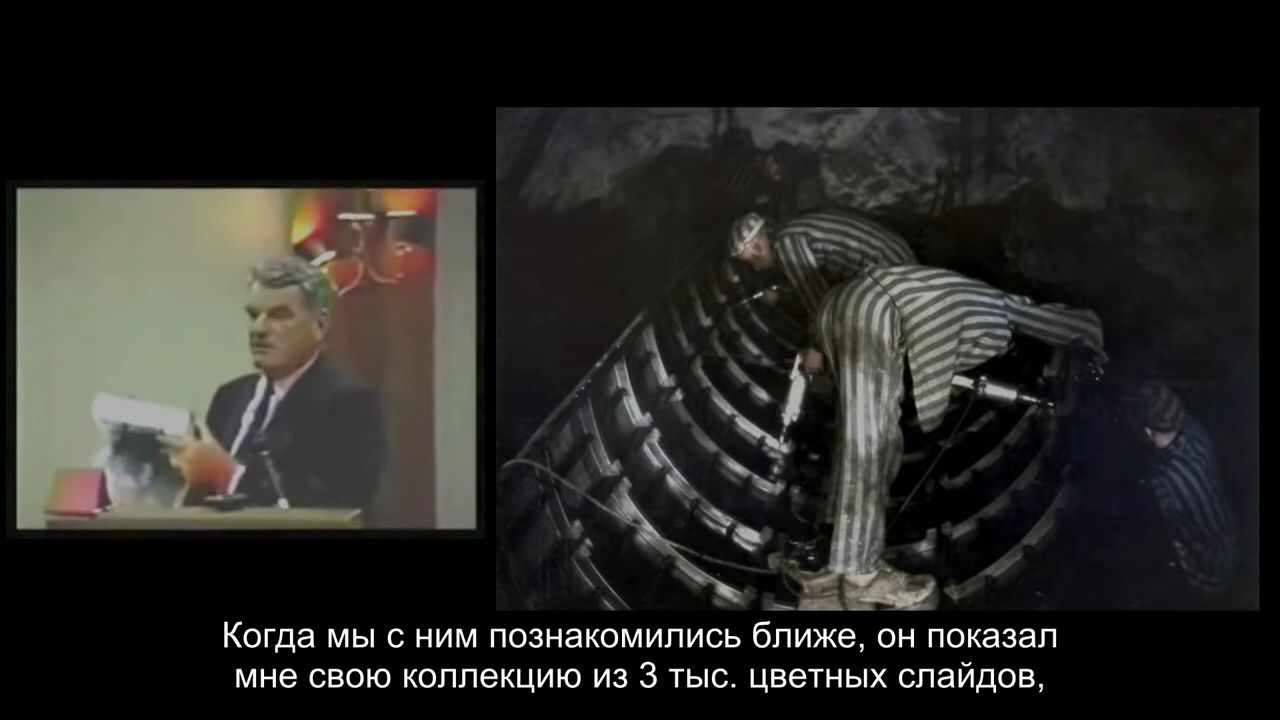 Когда мы с ним познакомились ближе, он показал
мне свою коллекцию из 3 тыс. цветных слайдов,